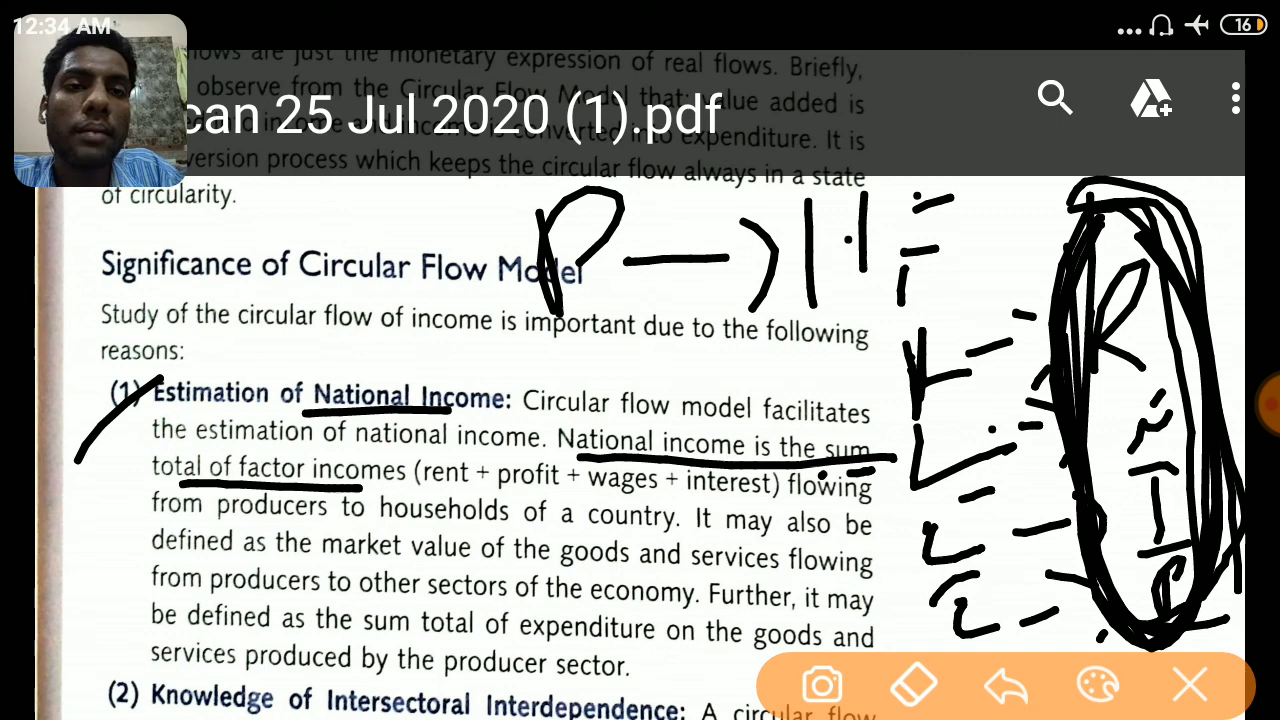 12:34 AM
16
flows are just the monetary expression of real flows. Briefly,
observe from the Circular Flow Model that value added is
can 25 Jul 2020 (1).pdf
income and income is converted into expenditure. It is
version process which keeps the circular flow always in a state
of circularity.
P → H
Significance of Circular Flow Model
Study of the circular flow of income is important due to the following
reasons:
(1) Estimation of National Income: Circular flow model facilitates
the estimation of national income. National income is the sum
total of factor incomes (rent + profit + wages + interest) flowing
from producers to households of a country. It may also be
defined as the market value of the goods and services flowing
from producers to other sectors of the economy. Further, it may
be defined as the sum total of expenditure on the goods and
services produced by the producer sector.
(2) Knowledge of Intersectoral Interdependence: A circular flow
L
R
I
P